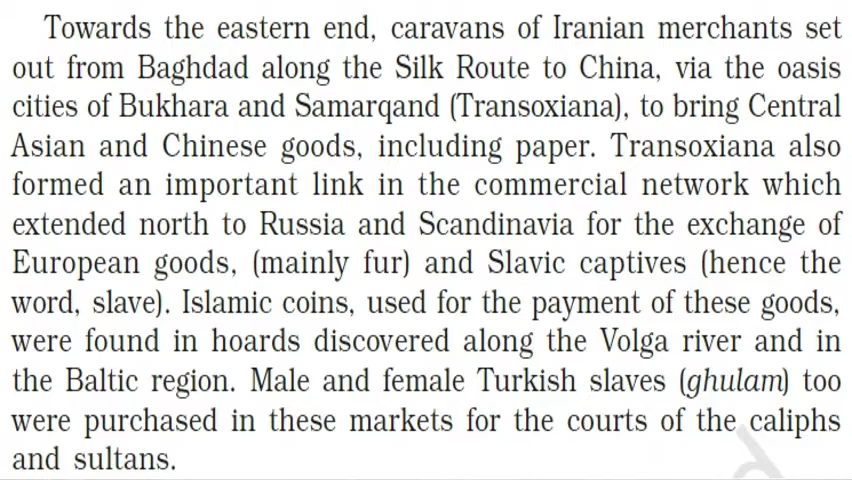 Towards the eastern end, caravans of Iranian merchants set
out from Baghdad along the Silk Route to China, via the oasis
cities of Bukhara and Samarqand (Transoxiana), to bring Central
Asian and Chinese goods, including paper. Transoxiana also
formed an important link in the commercial network which
extended north to Russia and Scandinavia for the exchange of
European goods, (mainly fur) and Slavic captives (hence the
word, slave). Islamic coins, used for the payment of these goods,
were found in hoards discovered along the Volga river and in
the Baltic region. Male and female Turkish slaves (ghulam) too
were purchased in these markets for the courts of the caliphs
and sultans.